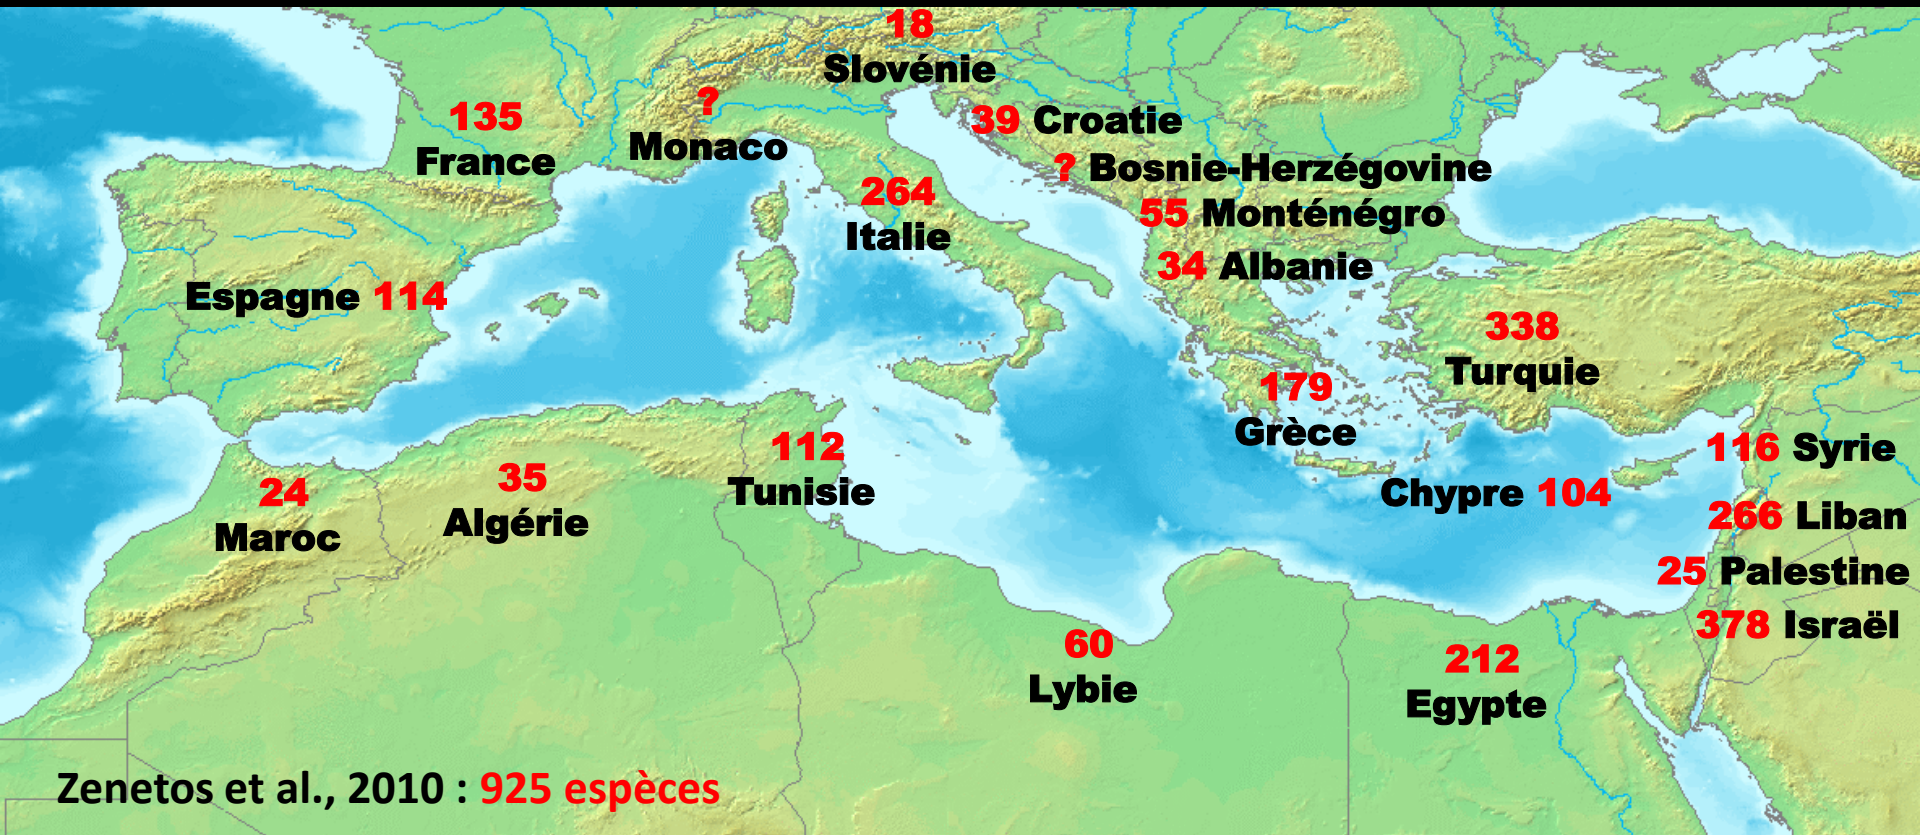 18
Slovénie
135
France
?
Monaco
39 Croatie
? Bosnie-Herzégovine
264
Italie
55 Monténégro
34 Albanie
Espagne 114
338
Turquie
179
Grèce
116 Syrie
112
Tunisie
35
Algérie
24
Maroc
Chypre 104
266 Liban
25 Palestine
378 Israël
60
Lybie
212
Egypte
Zenetos et al., 2010 : 925 espèces